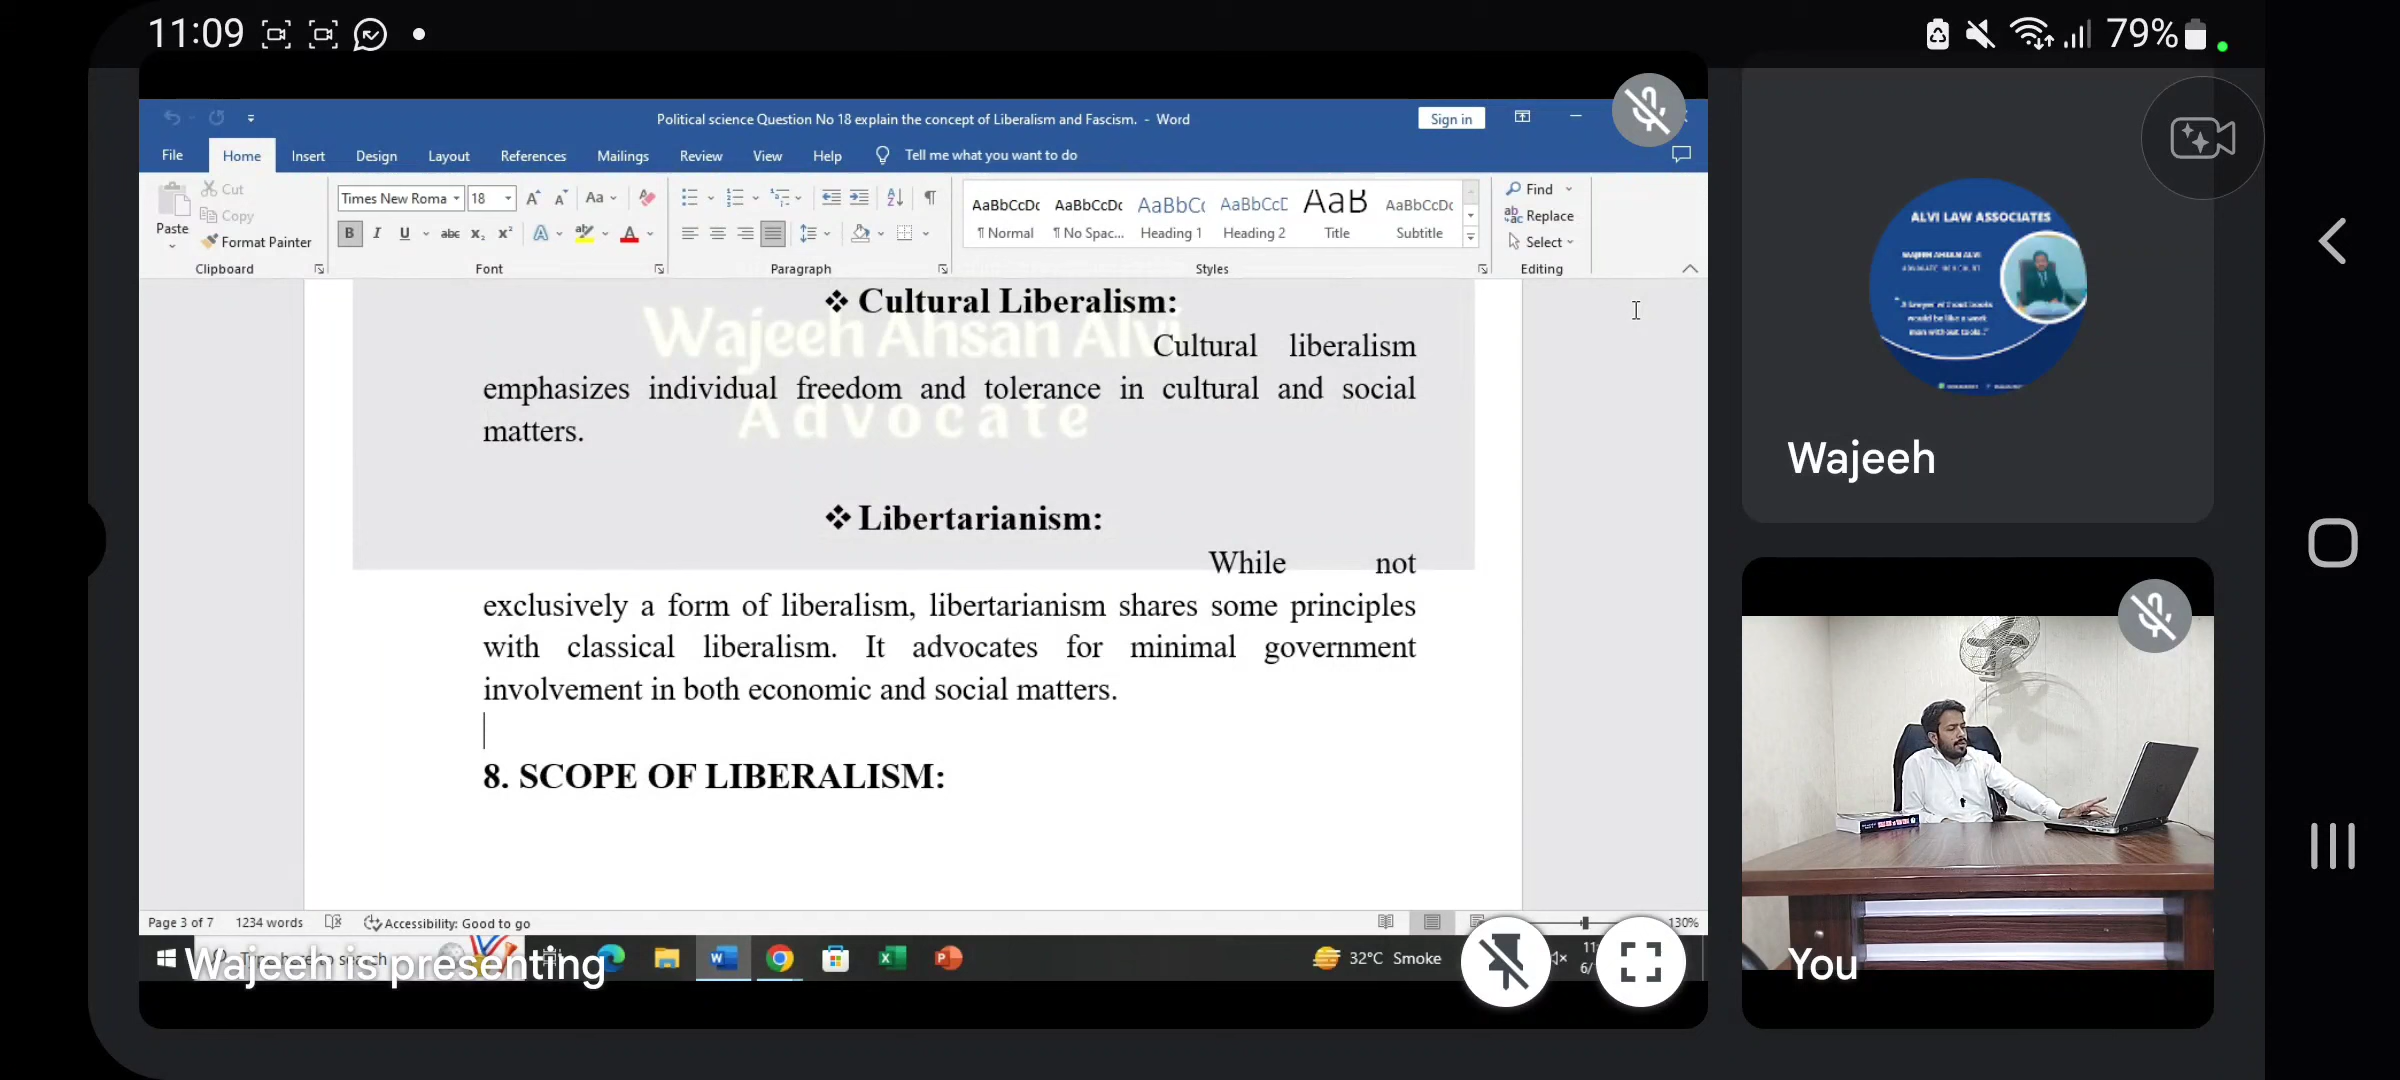 11:09
79%
Political science Question No 18 explain the concept of Liberalism and Fascism. - Word
Sign in
File Home Insert Design Layout References Mailings Review View Help Tell me what you want to do
Cut
Copy
Paste
Format Painter
Clipboard
Times New Roma 18
Font
Paragraph
AaBbCcDc AaBbCcDc AaBbCc AaBbCcC AaB AaBbCcDc
¶ Normal ¶ No Spac... Heading 1 Heading 2 Title Subtitle
Styles
Find
Replace
Select
Editing
Wajeeh Ahsan Alvi
Advocate
❖ Cultural Liberalism:
Cultural liberalism
emphasizes individual freedom and tolerance in cultural and social
matters.
❖ Libertarianism:
While not
exclusively a form of liberalism, libertarianism shares some principles
with classical liberalism. It advocates for minimal government
involvement in both economic and social matters.
8. SCOPE OF LIBERALISM:
Page 3 of 7 1234 words Accessibility: Good to go
130%
32°C Smoke
Wajeeh is presenting
ALVI LAW ASSOCIATES
WAJEEH AHSAN ALVI
Wajeeh
You